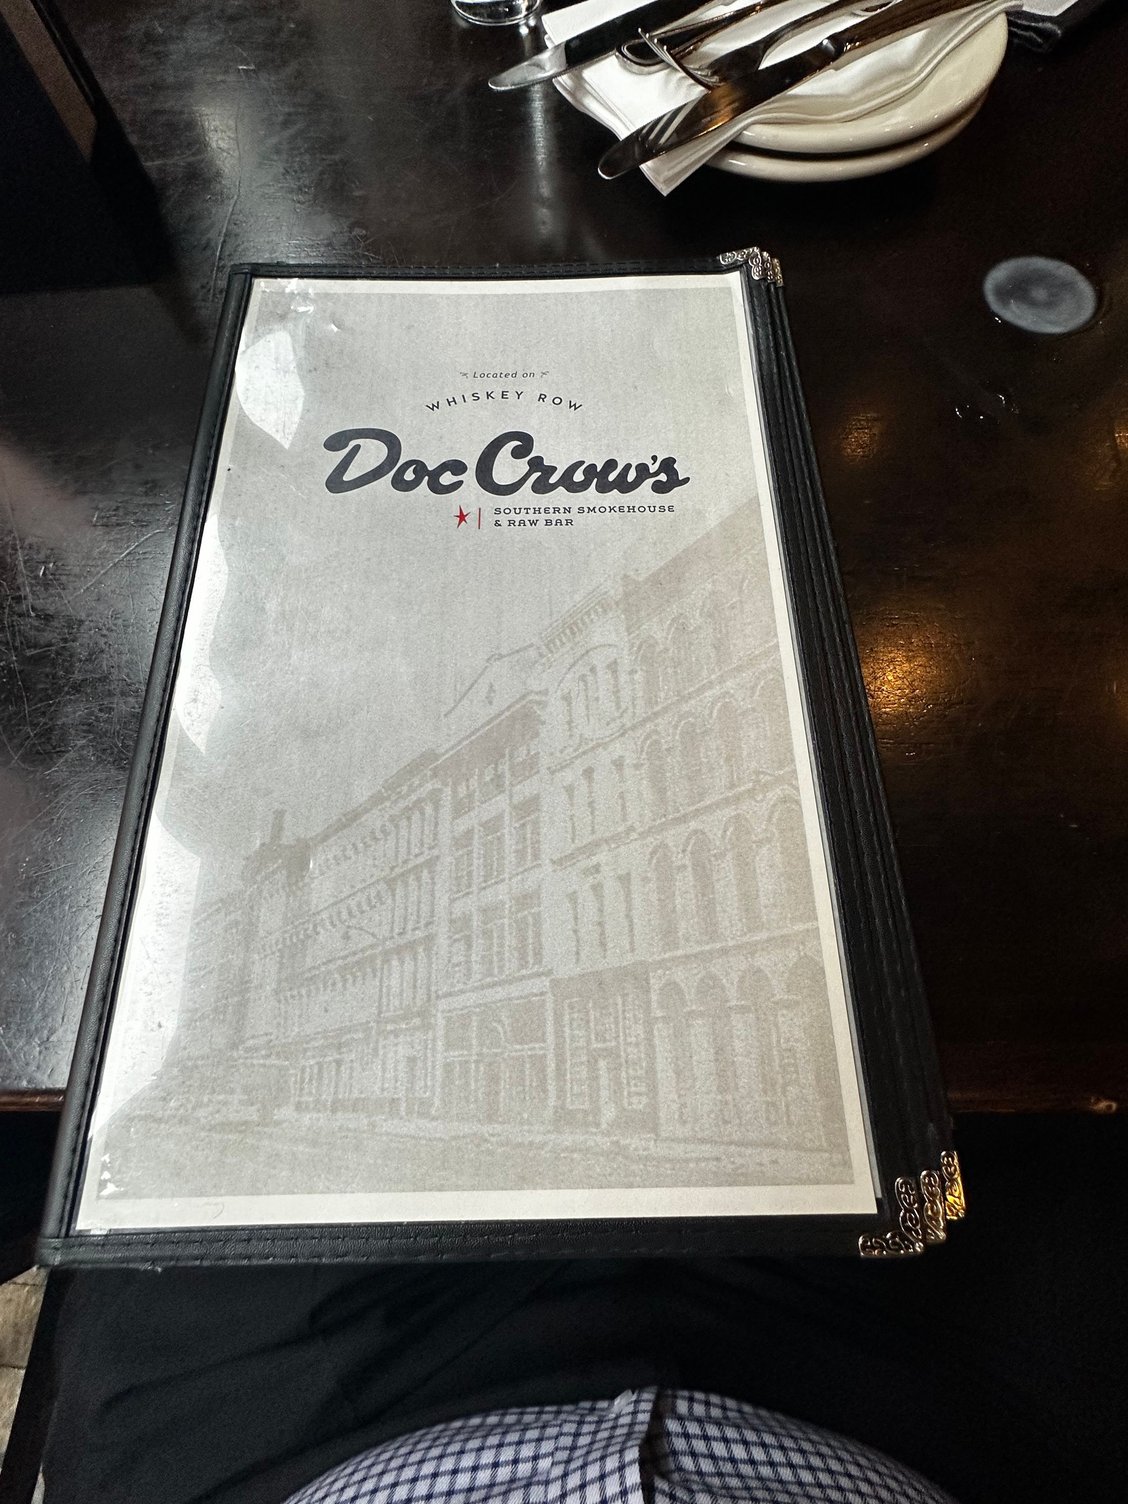 Located on
WHISKEY ROW
Doc Crow's
SOUTHERN SMOKEHOUSE
& RAW BAR